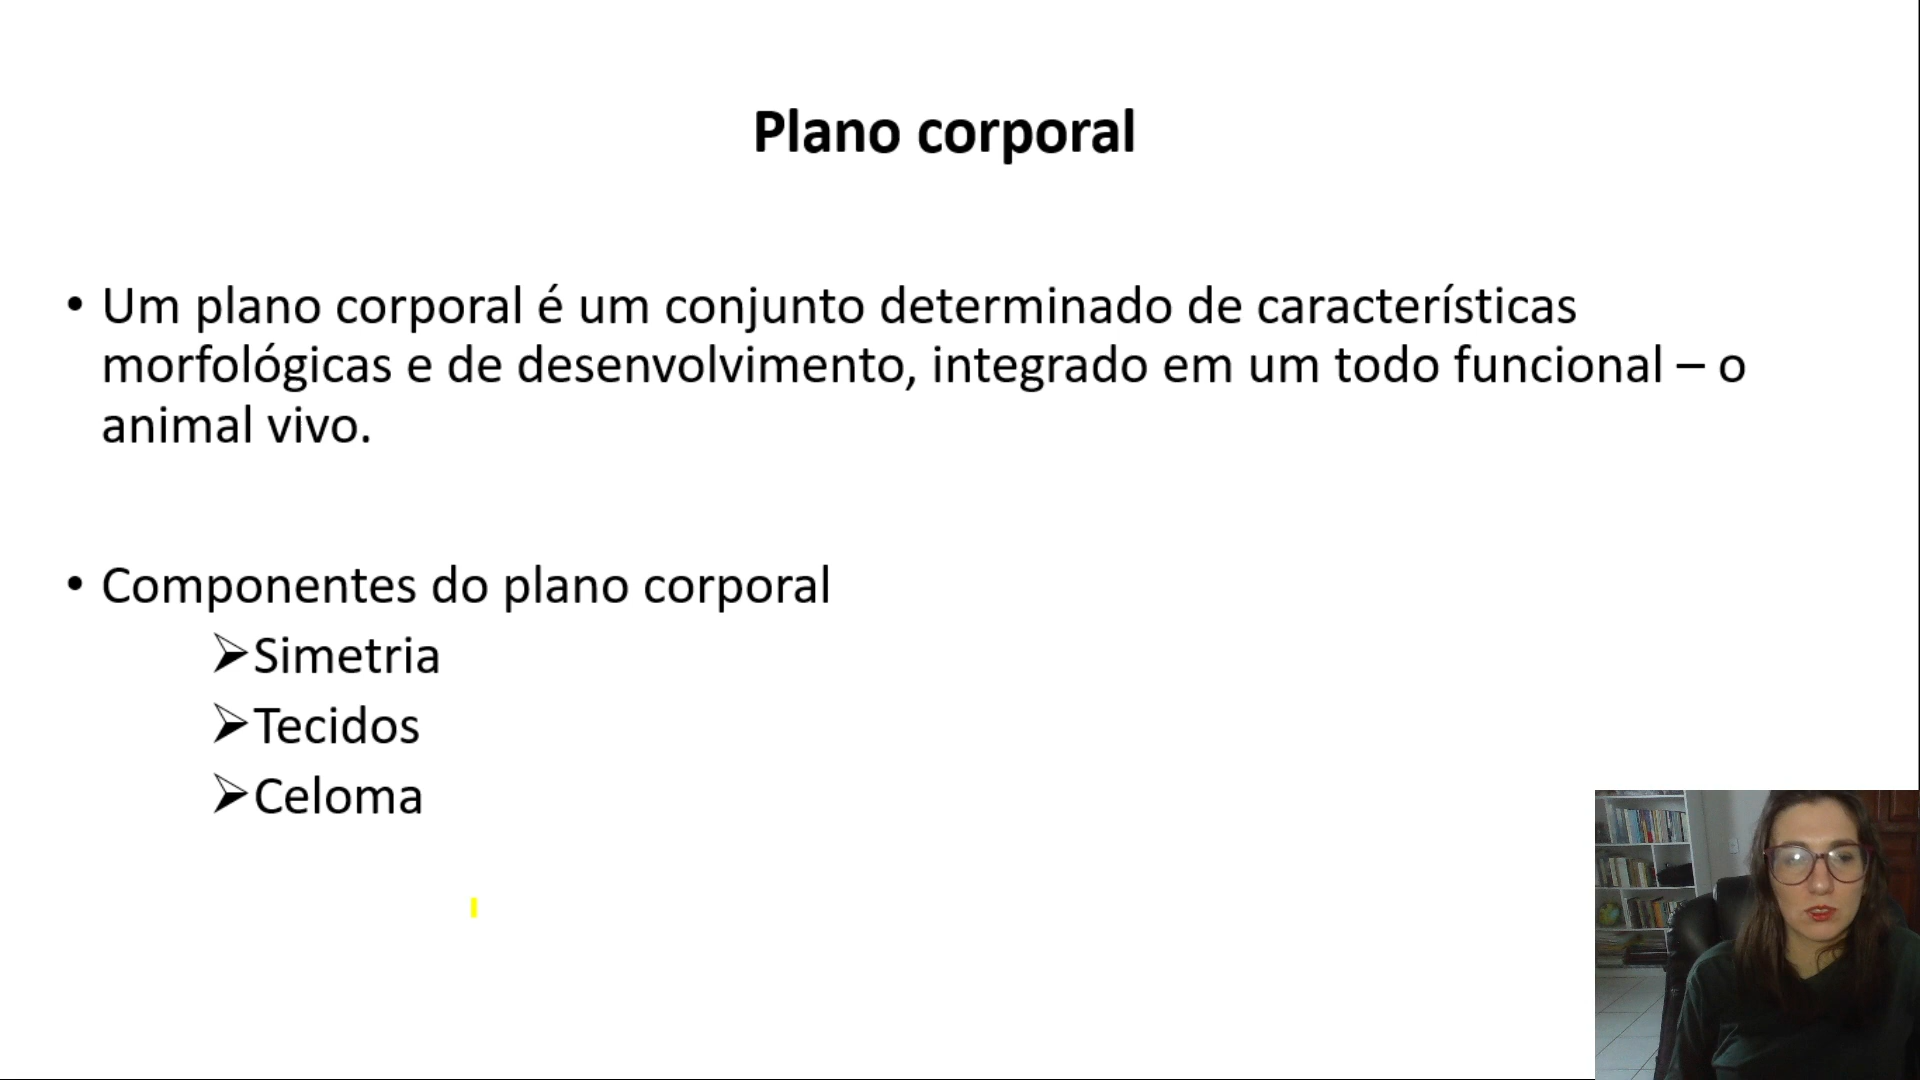 Plano corporal
• Um plano corporal é um conjunto determinado de características
morfológicas e de desenvolvimento, integrado em um todo funcional – o
animal vivo.
• Componentes do plano corporal
➢Simetria
➢Tecidos
➢Celoma